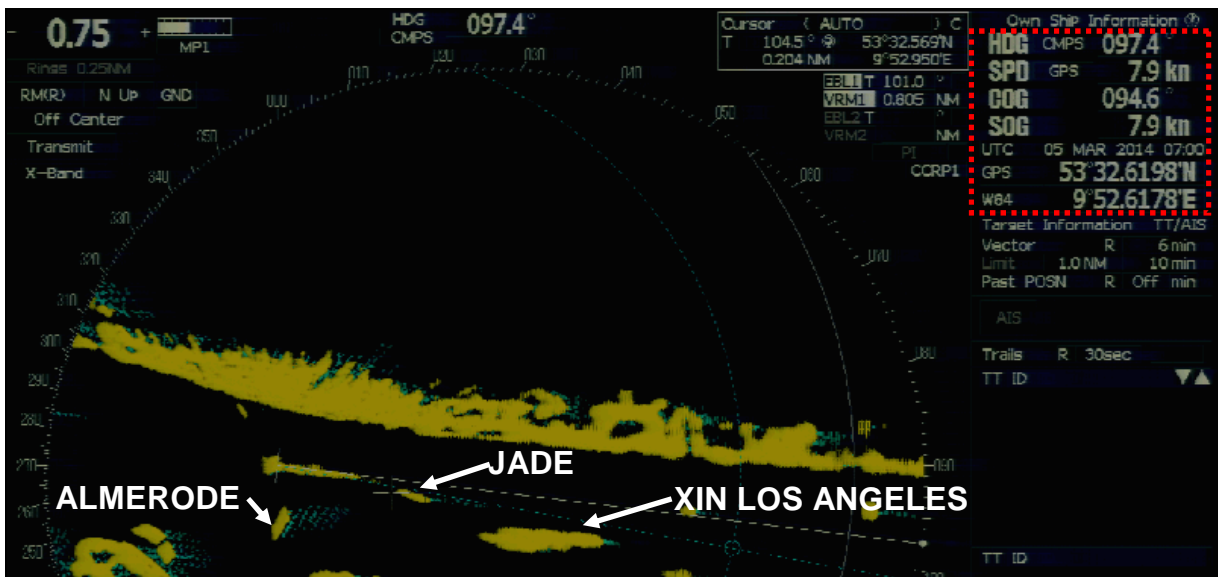 - 0.75 + MP1
HDG 097.4°
CMPS
Rings 0.25NM
RM(R) N UP GND
Off Center
Transmit
X-Band
Cursor ( AUTO ) C
T 104.5° 53°32.569'N
0.204 NM 9°52.950'E
EBL1 T 101.0 °
VRM1 0.805 NM
EBL2 T °
VRM2 NM
PI
CCRP1
Own Ship Information
HDG CMPS 097.4 °
SPD GPS 7.9 kn
COG 094.6 °
SOG 7.9 kn
UTC 05 MAR 2014 07:00
GPS 53°32.6198'N
W84 9°52.6178'E
Target Information TT/AIS
Vector R 6 min
Limit 1.0 NM 10 min
Past POSN R Off min
AIS
Trails R 30sec
TT ID
TT ID
250
260
270
280
290
300
310
320
330
340
350
000
010
020
030
040
050
060
070
080
090
JADE
ALMERODE
XIN LOS ANGELES